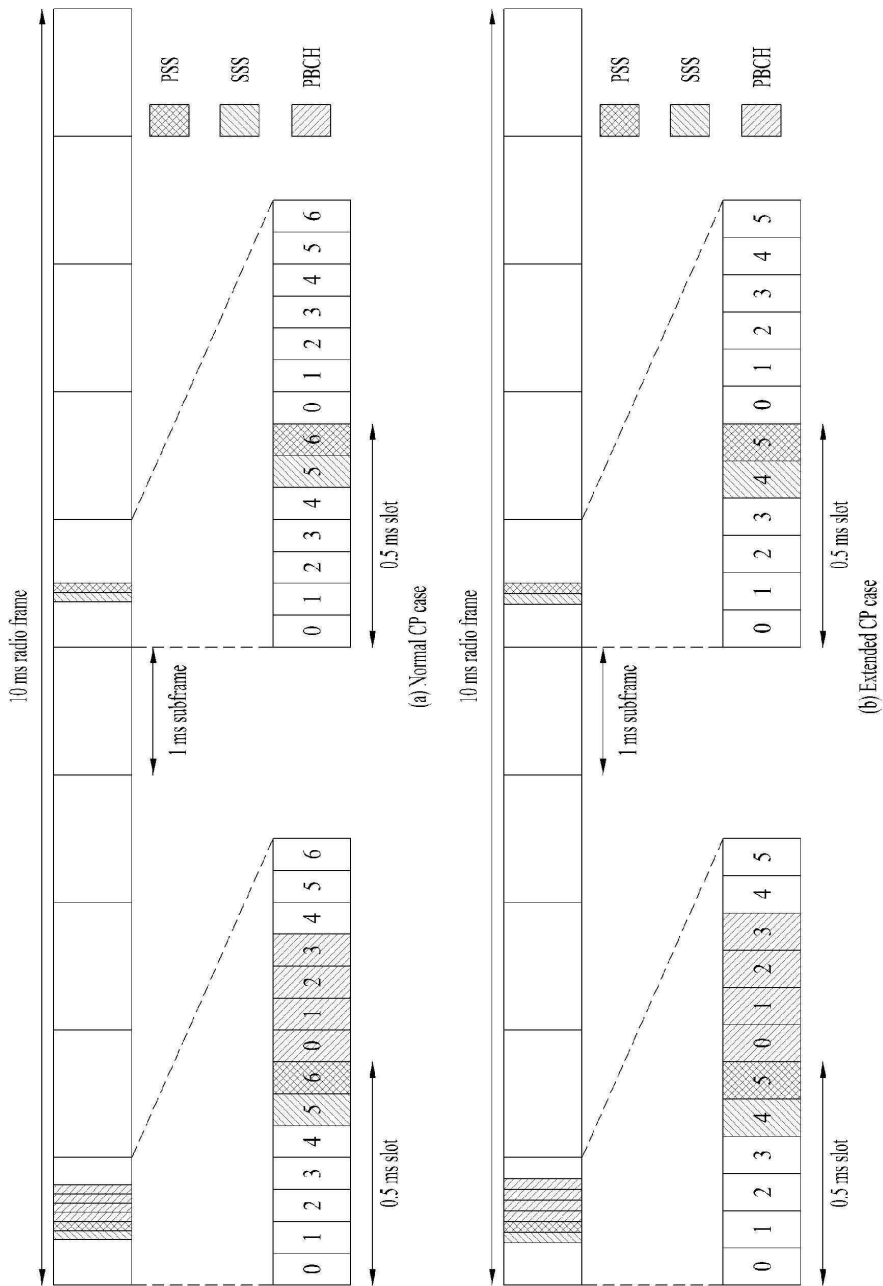 10 ms radio frame
PSS
SSS
PBCH
1 ms subframe
0 1 2 3 4 5 6 0 1 2 3 4 5 6
0 1 2 3 4 5 6 0 1 2 3 4 5 6
0.5 ms slot
0.5 ms slot
(a) Normal CP case
10 ms radio frame
PSS
SSS
PBCH
1 ms subframe
0 1 2 3 4 5 0 1 2 3 4 5
0 1 2 3 4 5 0 1 2 3 4 5
0.5 ms slot
0.5 ms slot
(b) Extended CP case